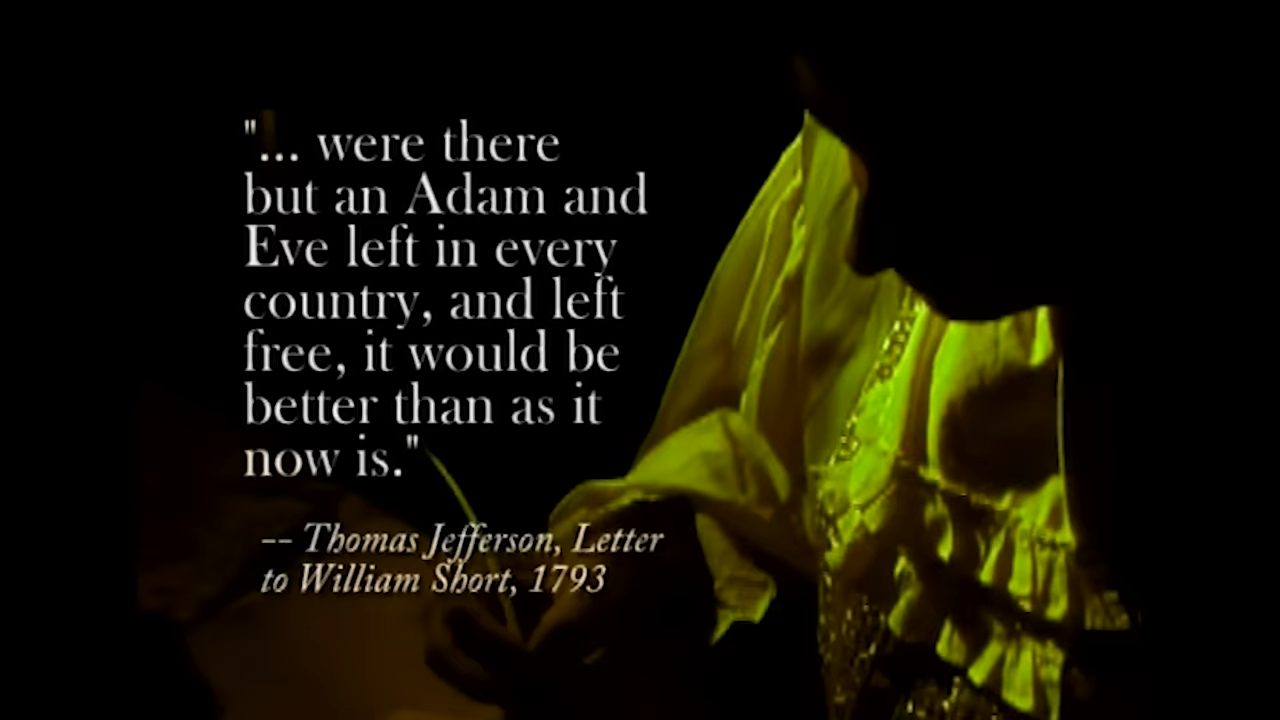 "... were there
but an Adam and
Eve left in every
country, and left
free, it would be
better than as it
now is."
-- Thomas Jefferson, Letter
to William Short, 1793